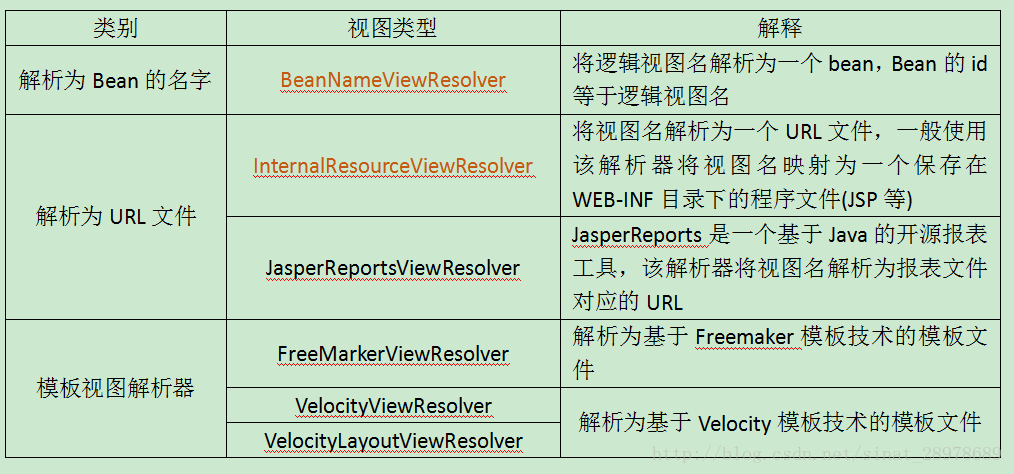 类别 视图类型 解释
解析为 Bean 的名字 BeanNameViewResolver 将逻辑视图名解析为一个 bean，Bean 的 id
等于逻辑视图名
解析为 URL 文件 InternalResourceViewResolver 将视图名解析为一个 URL 文件，一般使用
该解析器将视图名映射为一个保存在
WEB-INF 目录下的程序文件(JSP 等)
JasperReportsViewResolver JasperReports 是一个基于 Java 的开源报表
工具，该解析器将视图名解析为报表文件
对应的 URL
模板视图解析器 FreeMarkerViewResolver 解析为基于 Freemaker 模板技术的模板文
件
VelocityViewResolver 解析为基于 Velocity 模板技术的模板文件
VelocityLayoutViewResolver
http://blog.csdn.net/sinat_28978689